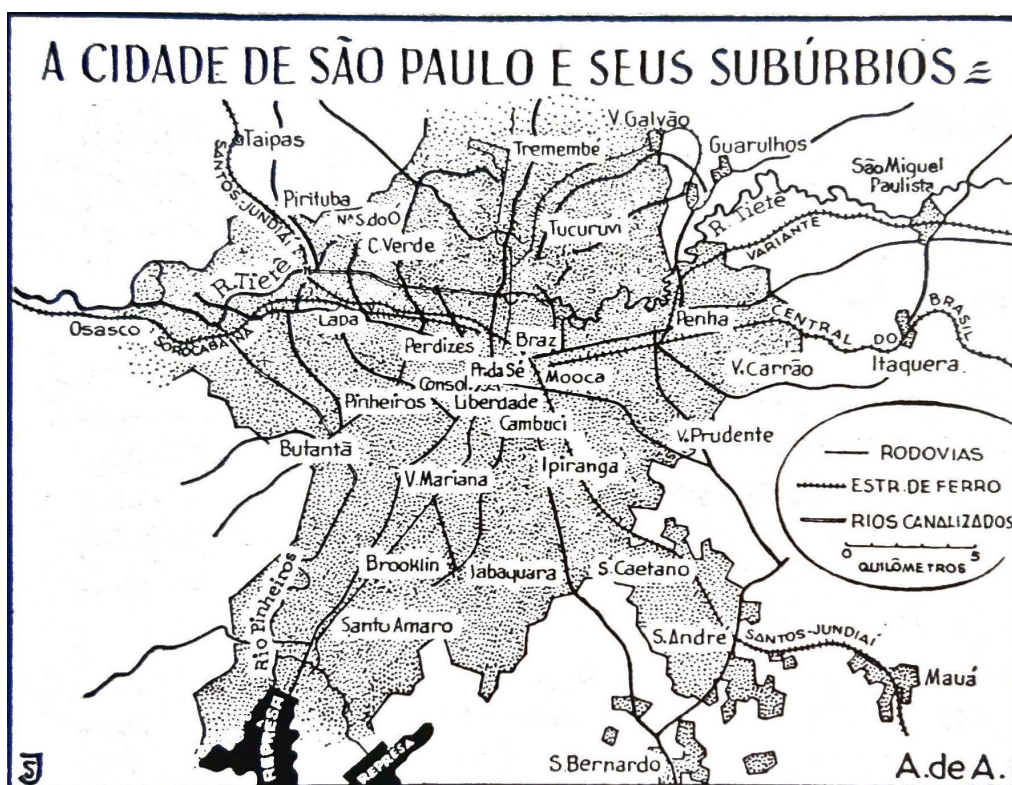 A CIDADE DE SÃO PAULO E SEUS SUBÚRBIOS
Taipas
V. Galvão
Guarulhos
Tremembé
São Miguel
Paulista
SANTOS-JUNDIAÍ
Pirituba
Nª S. do O
C. Verde
Tucuruvi
R. Tietê
VARIANTE
R. Tietê
Osasco
SOROCABANA
Lapa
Perdizes
Braz
Penha
CENTRAL DO BRASIL
Pr. da Sé
Mooca
V. Carrão
Itaquera
Consol.
Pinheiros
Liberdade
Cambuci
V. Prudente
Butantã
V. Mariana
Ipiranga
RODOVIAS
ESTR. DE FERRO
RIOS CANALIZADOS
0 5
QUILÔMETROS
Brooklin
Jabaquara
S. Caetano
Rio Pinheiros
Santo Amaro
S. André
SANTOS-JUNDIAÍ
Mauá
REPRÊSA
REPRÊSA
S. Bernardo
A. de A.